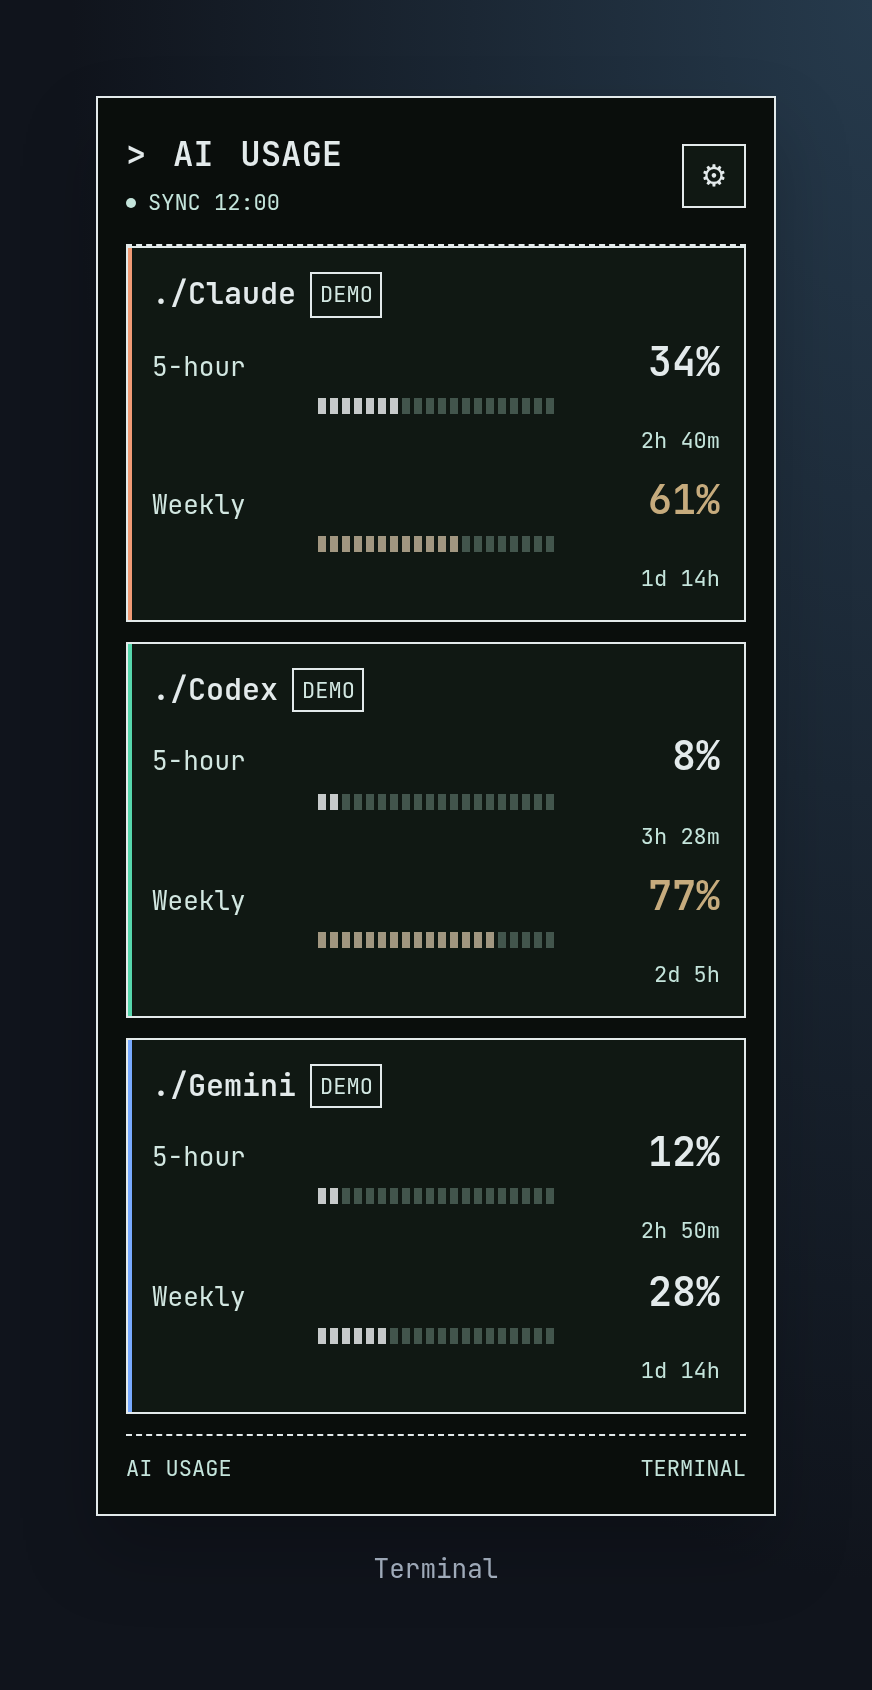 > AI USAGE
SYNC 12:00
./Claude DEMO
5-hour 34%
2h 40m
Weekly 61%
1d 14h
./Codex DEMO
5-hour 8%
3h 28m
Weekly 77%
2d 5h
./Gemini DEMO
5-hour 12%
2h 50m
Weekly 28%
1d 14h
AI USAGE TERMINAL
Terminal